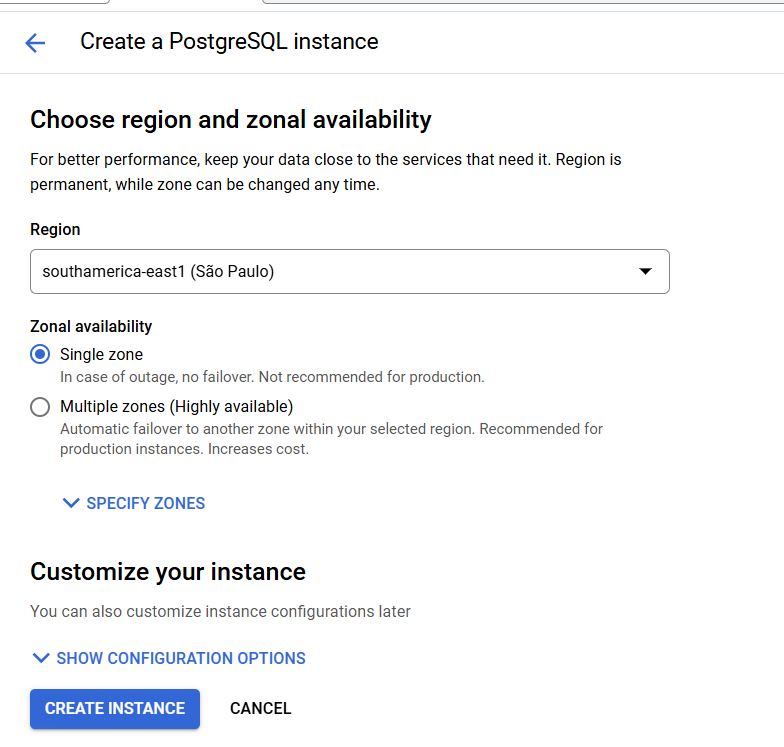 Create a PostgreSQL instance
Choose region and zonal availability
For better performance, keep your data close to the services that need it. Region is
permanent, while zone can be changed any time.
Region
southamerica-east1 (São Paulo)
Zonal availability
Single zone
In case of outage, no failover. Not recommended for production.
Multiple zones (Highly available)
Automatic failover to another zone within your selected region. Recommended for
production instances. Increases cost.
SPECIFY ZONES
Customize your instance
You can also customize instance configurations later
SHOW CONFIGURATION OPTIONS
CREATE INSTANCE CANCEL